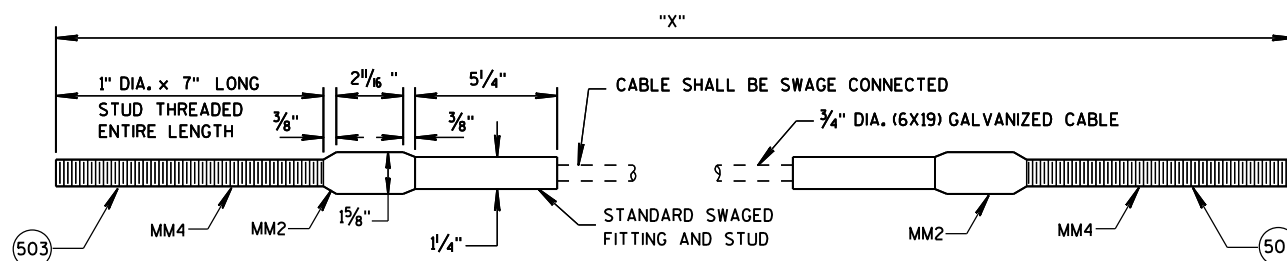 "X"
1" DIA. x 7" LONG
STUD THREADED
ENTIRE LENGTH
2 11/16 "
5 1/4"
3/8"
3/8"
CABLE SHALL BE SWAGE CONNECTED
3/4" DIA. (6X19) GALVANIZED CABLE
1 5/8"
1 1/4"
STANDARD SWAGED
FITTING AND STUD
503
MM4
MM2
MM2
MM4
50